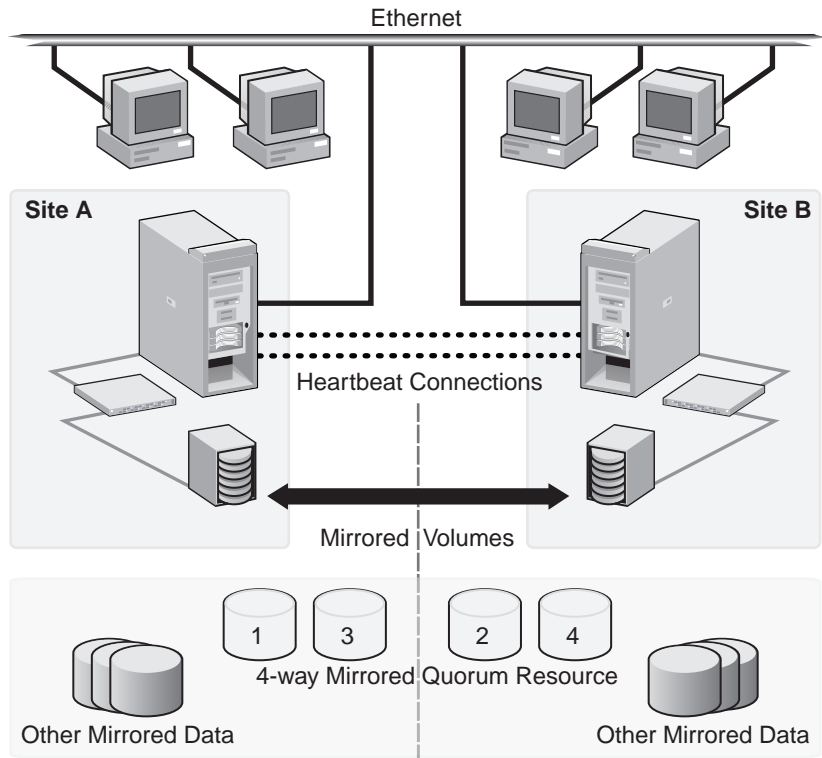 Ethernet
Site A
Site B
Heartbeat Connections
Mirrored Volumes
1
3
2
4
4-way Mirrored Quorum Resource
Other Mirrored Data
Other Mirrored Data